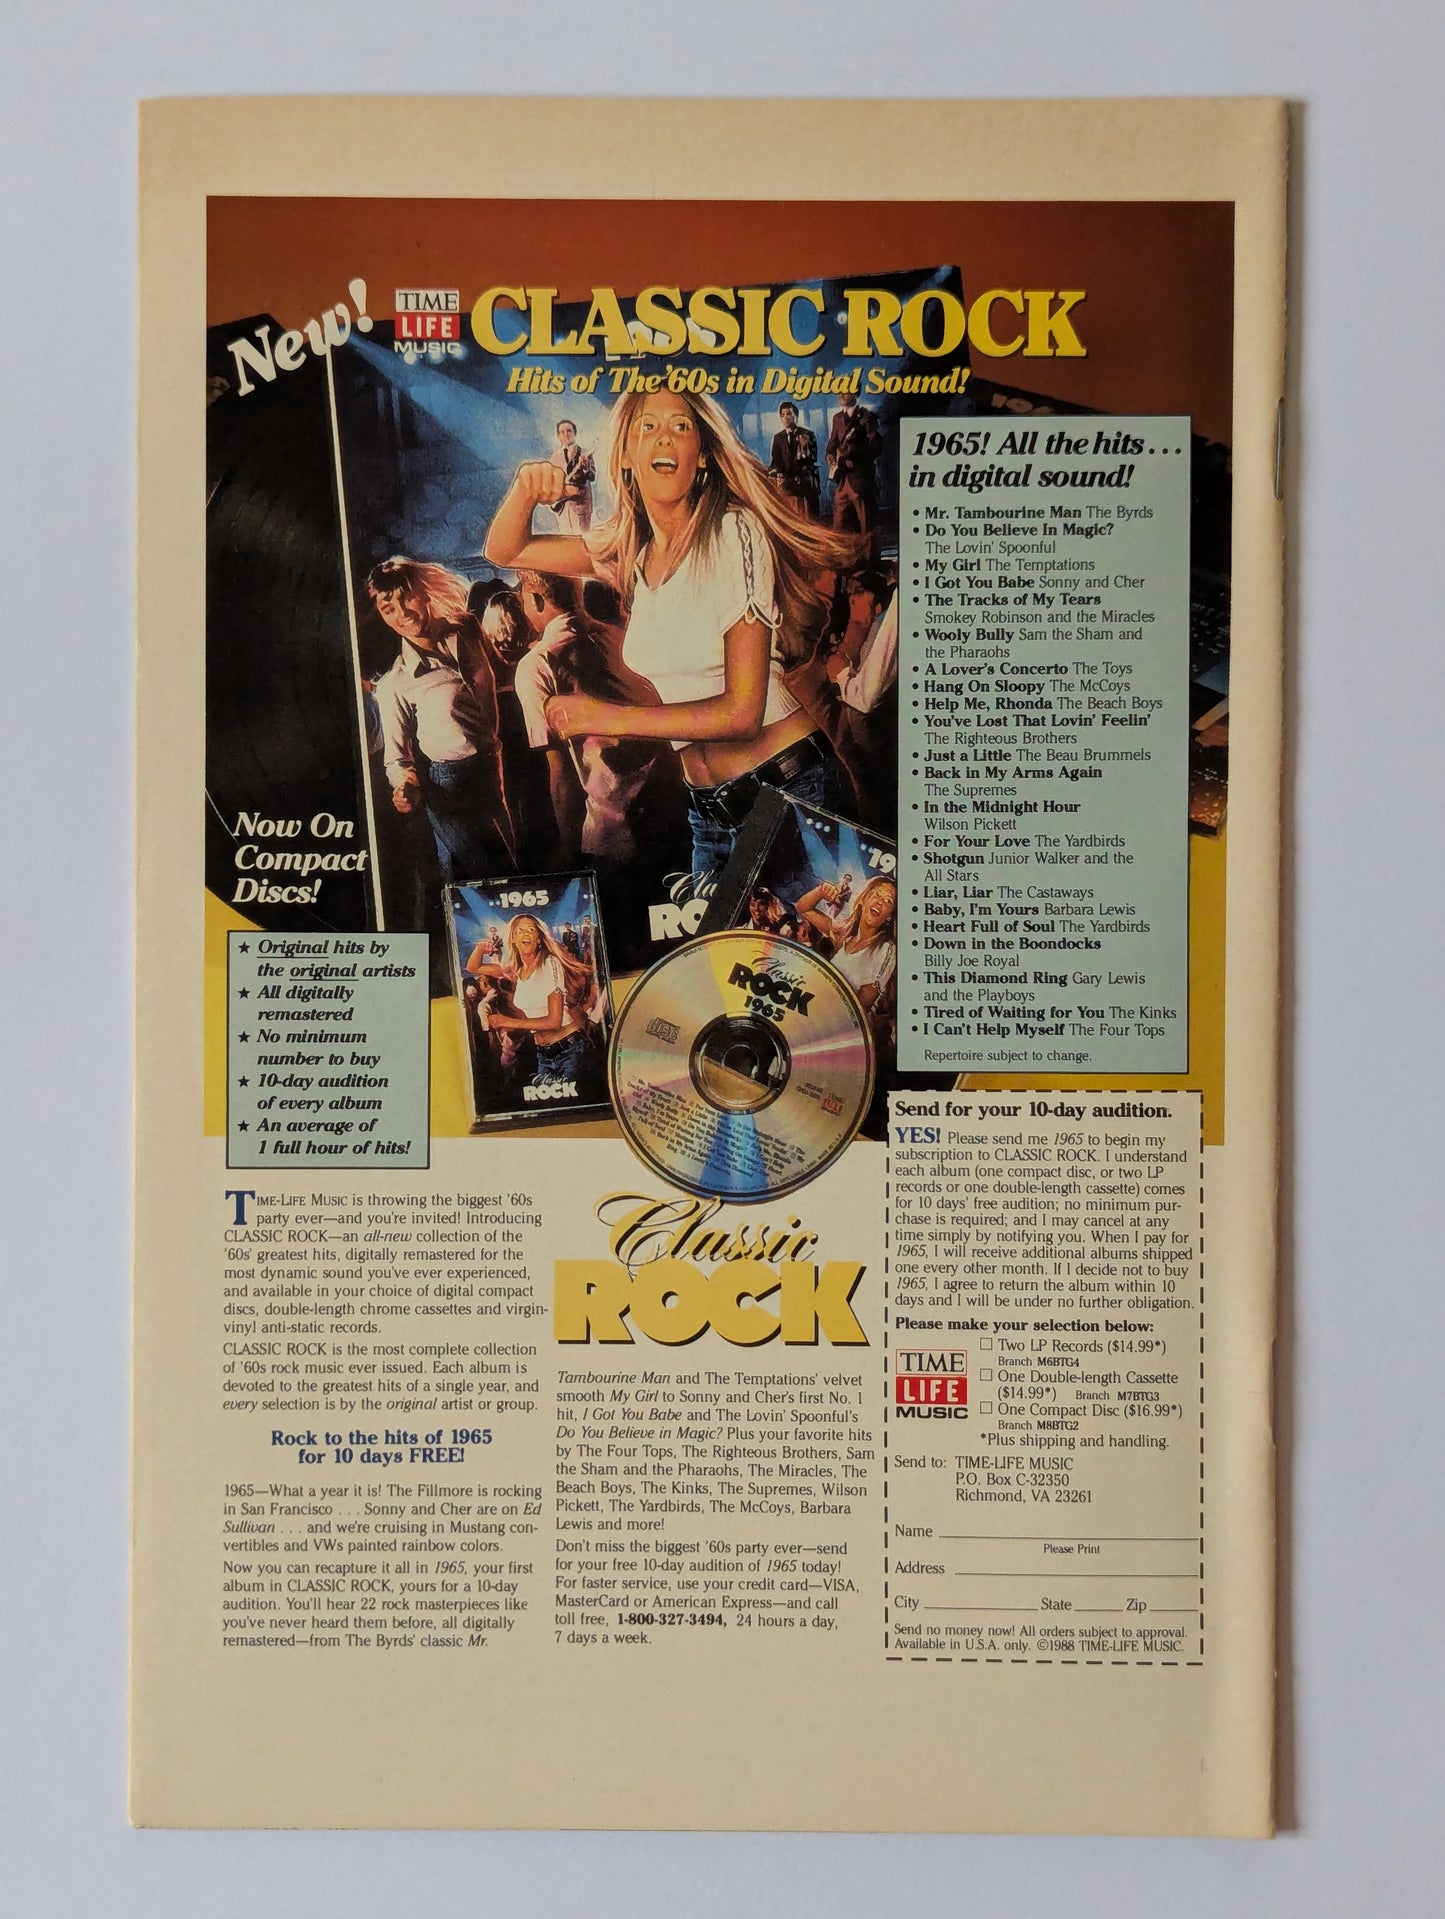 New!
TIME
LIFE
MUSIC
CLASSIC ROCK
Hits of The '60s in Digital Sound!
1965! All the hits...
in digital sound!
• Mr. Tambourine Man The Byrds
• Do You Believe In Magic?
The Lovin' Spoonful
• My Girl The Temptations
• I Got You Babe Sonny and Cher
• The Tracks of My Tears
Smokey Robinson and the Miracles
• Wooly Bully Sam the Sham and
the Pharaohs
• A Lover's Concerto The Toys
• Hang On Sloopy The McCoys
• Help Me, Rhonda The Beach Boys
• You've Lost That Lovin' Feelin'
The Righteous Brothers
• Just a Little The Beau Brummels
• Back in My Arms Again
The Supremes
• In the Midnight Hour
Wilson Pickett
• For Your Love The Yardbirds
• Shotgun Junior Walker and the
All Stars
• Liar, Liar The Castaways
• Baby, I'm Yours Barbara Lewis
• Heart Full of Soul The Yardbirds
• Down in the Boondocks
Billy Joe Royal
• This Diamond Ring Gary Lewis
and the Playboys
• Tired of Waiting for You The Kinks
• I Can't Help Myself The Four Tops
Repertoire subject to change.
Now On
Compact
Discs!
★ Original hits by
the original artists
★ All digitally
remastered
★ No minimum
number to buy
★ 10-day audition
of every album
★ An average of
1 full hour of hits!
1965
Classic
ROCK
Cla
ROC
19
Classic
ROCK
1965
TIME-LIFE MUSIC is throwing the biggest '60s
party ever—and you're invited! Introducing
CLASSIC ROCK—an all-new collection of the
'60s' greatest hits, digitally remastered for the
most dynamic sound you've ever experienced,
and available in your choice of digital compact
discs, double-length chrome cassettes and virgin-
vinyl anti-static records.
CLASSIC ROCK is the most complete collection
of '60s rock music ever issued. Each album is
devoted to the greatest hits of a single year, and
every selection is by the original artist or group.
Rock to the hits of 1965
for 10 days FREE!
1965—What a year it is! The Fillmore is rocking
in San Francisco . . . Sonny and Cher are on Ed
Sullivan . . . and we're cruising in Mustang con-
vertibles and VWs painted rainbow colors.
Now you can recapture it all in 1965, your first
album in CLASSIC ROCK, yours for a 10-day
audition. You'll hear 22 rock masterpieces like
you've never heard them before, all digitally
remastered—from The Byrds' classic Mr.
Classic
ROCK
Tambourine Man and The Temptations' velvet
smooth My Girl to Sonny and Cher's first No. 1
hit, I Got You Babe and The Lovin' Spoonful's
Do You Believe in Magic? Plus your favorite hits
by The Four Tops, The Righteous Brothers, Sam
the Sham and the Pharaohs, The Miracles, The
Beach Boys, The Kinks, The Supremes, Wilson
Pickett, The Yardbirds, The McCoys, Barbara
Lewis and more!
Don't miss the biggest '60s party ever—send
for your free 10-day audition of 1965 today!
For faster service, use your credit card—VISA,
MasterCard or American Express—and call
toll free, 1-800-327-3494, 24 hours a day,
7 days a week.
Send for your 10-day audition.
YES! Please send me 1965 to begin my
subscription to CLASSIC ROCK. I understand
each album (one compact disc, or two LP
records or one double-length cassette) comes
for 10 days' free audition; no minimum pur-
chase is required; and I may cancel at any
time simply by notifying you. When I pay for
1965, I will receive additional albums shipped
one every other month. If I decide not to buy
1965, I agree to return the album within 10
days and I will be under no further obligation.
Please make your selection below:
TIME
LIFE
MUSIC
☐ Two LP Records ($14.99*)
Branch M6BTG4
☐ One Double-length Cassette
($14.99*) Branch M7BTG3
☐ One Compact Disc ($16.99*)
Branch M8BTG2
*Plus shipping and handling.
Send to: TIME-LIFE MUSIC
P.O. Box C-32350
Richmond, VA 23261
Name
Please Print
Address
City State Zip
Send no money now! All orders subject to approval.
Available in U.S.A. only. ©1988 TIME-LIFE MUSIC.